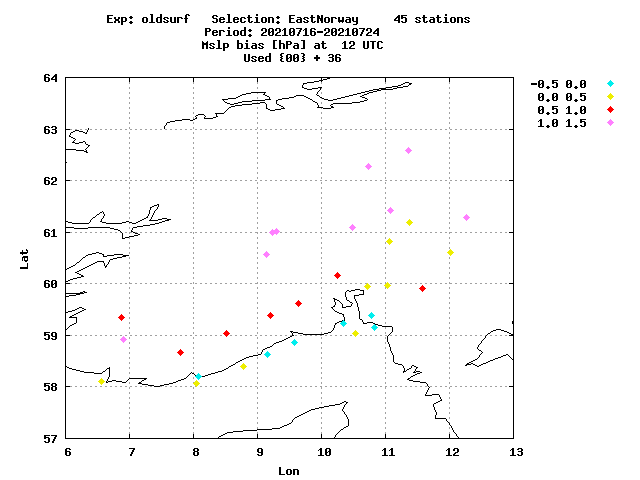 Exp: oldsurf Selection: EastNorway 45 stations
Period: 20210716-20210724
Mslp bias [hPa] at 12 UTC
Used {00} + 36
-0.5 0.0
0.0 0.5
0.5 1.0
1.0 1.5
64
63
62
61
60
59
58
57
Lat
6 7 8 9 10 11 12 13
Lon